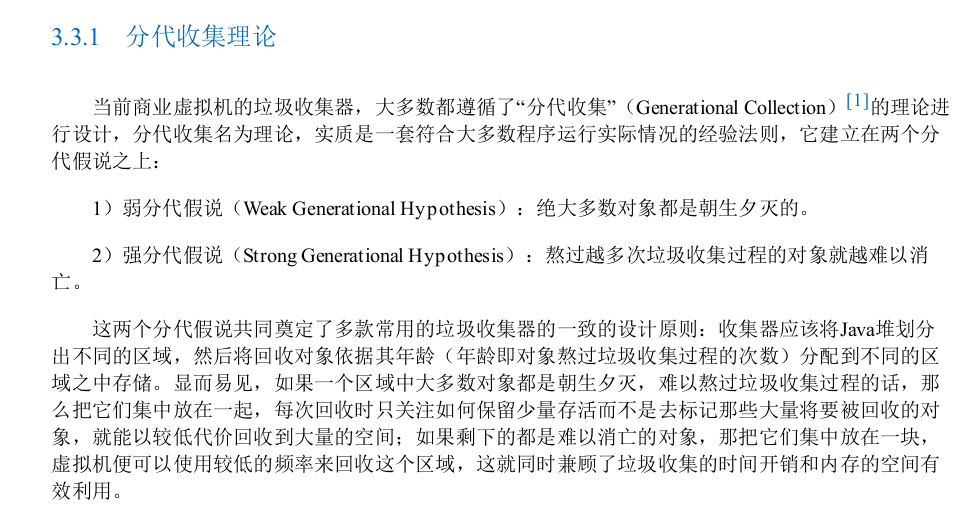 3.3.1 分代收集理论
当前商业虚拟机的垃圾收集器，大多数都遵循了“分代收集”（Generational Collection）[1]的理论进
行设计，分代收集名为理论，实质是一套符合大多数程序运行实际情况的经验法则，它建立在两个分
代假说之上：
1）弱分代假说（Weak Generational Hypothesis）：绝大多数对象都是朝生夕灭的。
2）强分代假说（Strong Generational Hypothesis）：熬过越多次垃圾收集过程的对象就越难以消
亡。
这两个分代假说共同奠定了多款常用的垃圾收集器的一致的设计原则：收集器应该将Java堆划分
出不同的区域，然后将回收对象依据其年龄（年龄即对象熬过垃圾收集过程的次数）分配到不同的区
域之中存储。显而易见，如果一个区域中大多数对象都是朝生夕灭，难以熬过垃圾收集过程的话，那
么把它们集中放在一起，每次回收时只关注如何保留少量存活而不是去标记那些大量将要被回收的对
象，就能以较低代价回收到大量的空间；如果剩下的都是难以消亡的对象，那把它们集中放在一块，
虚拟机便可以使用较低的频率来回收这个区域，这就同时兼顾了垃圾收集的时间开销和内存的空间有
效利用。